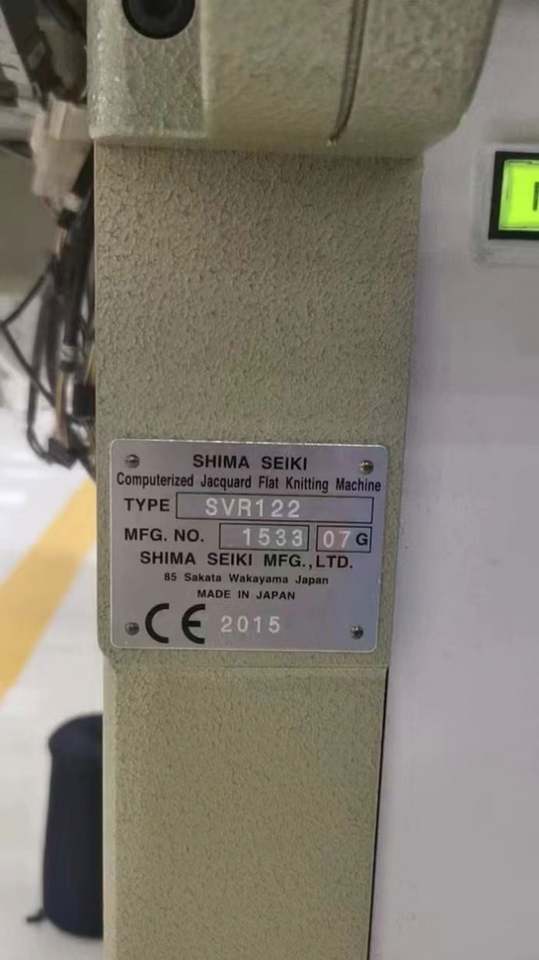 SHIMA SEIKI
Computerized Jacquard Flat Knitting Machine
TYPE SVR122
MFG. NO. 1533 07 G
SHIMA SEIKI MFG., LTD.
85 Sakata Wakayama Japan
MADE IN JAPAN
CE 2015